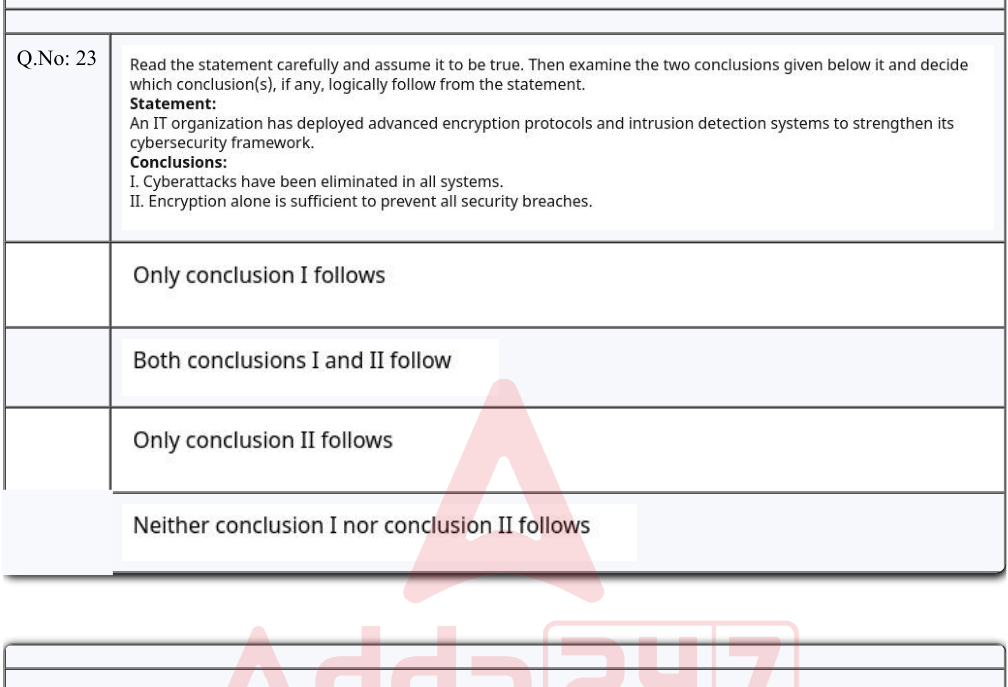 Q.No: 23
Read the statement carefully and assume it to be true. Then examine the two conclusions given below it and decide
which conclusion(s), if any, logically follow from the statement.
Statement:
An IT organization has deployed advanced encryption protocols and intrusion detection systems to strengthen its
cybersecurity framework.
Conclusions:
I. Cyberattacks have been eliminated in all systems.
II. Encryption alone is sufficient to prevent all security breaches.
Only conclusion I follows
Both conclusions I and II follow
Only conclusion II follows
Neither conclusion I nor conclusion II follows
Adda247